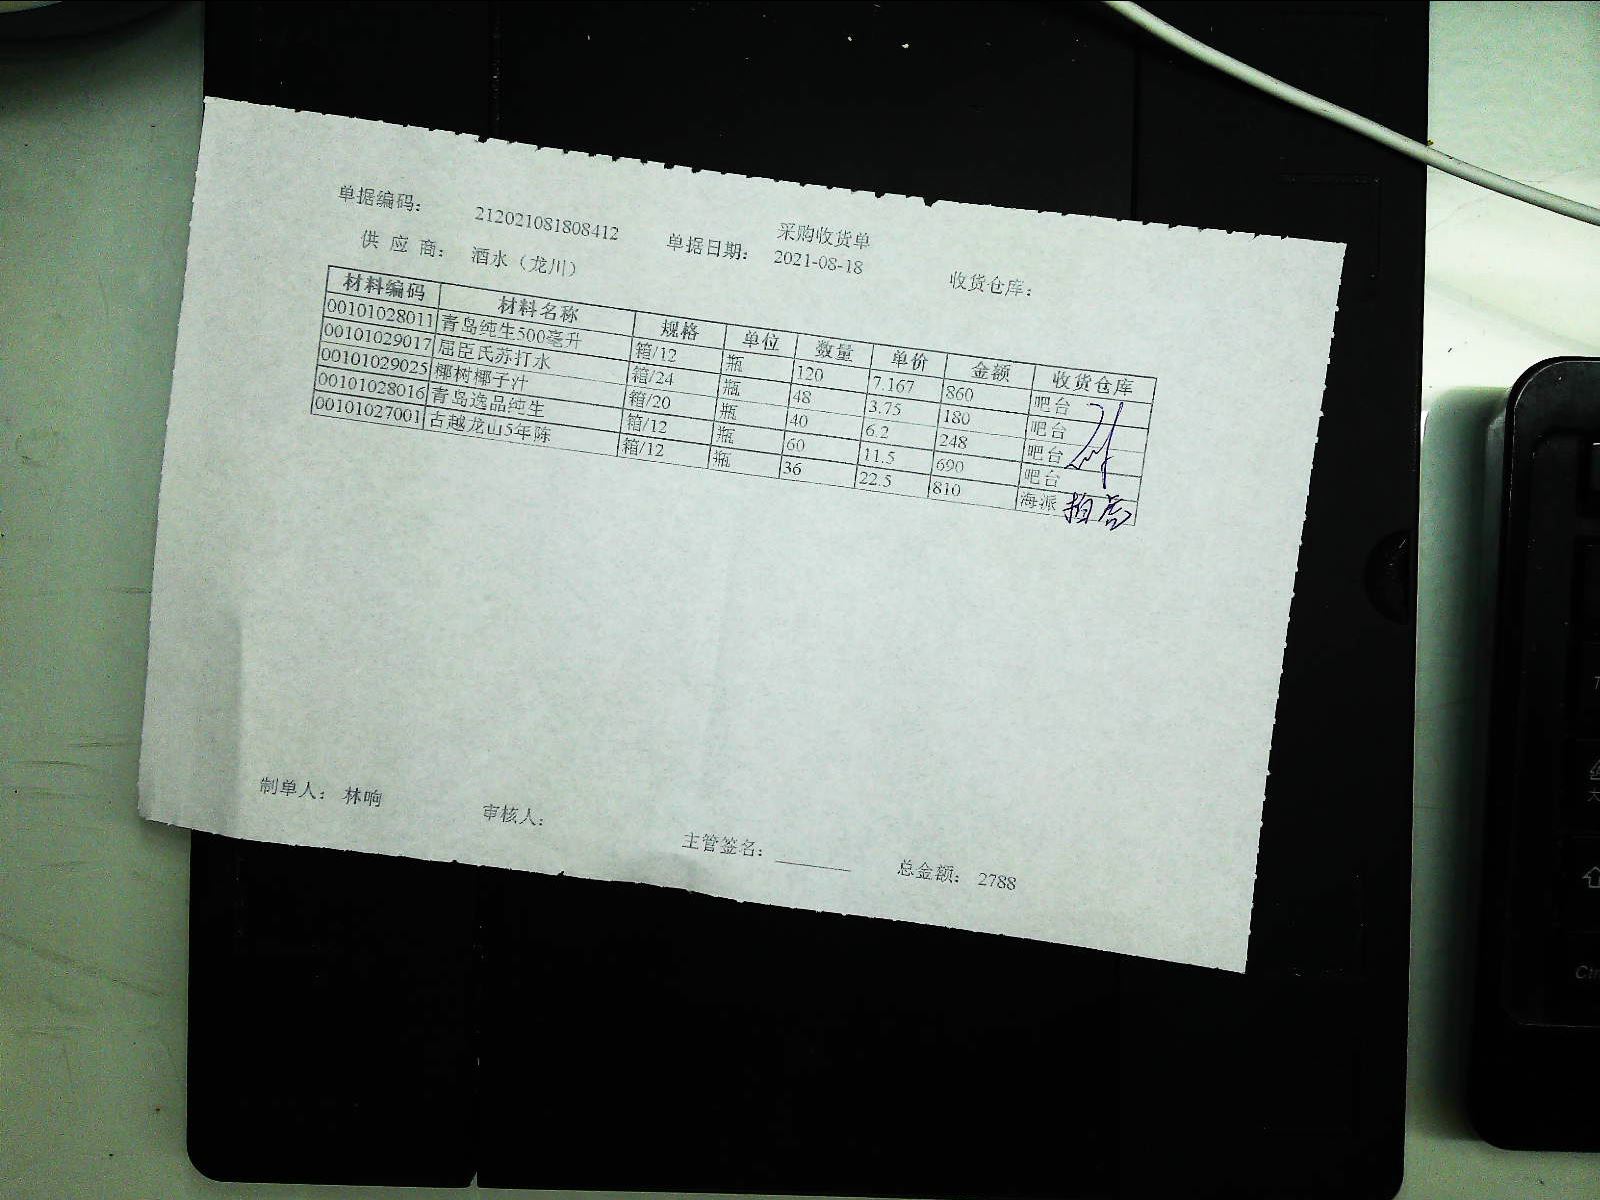 采购收货单
单据编码： 212021081808412 单据日期： 2021-08-18 收货仓库：
供 应 商： 酒水（龙川）
材料编码 材料名称 规格 单位 数量 单价 金额 收货仓库
00101028011 青岛纯生500毫升 箱/12 瓶 120 7.167 860 吧台
00101029017 屈臣氏苏打水 箱/24 瓶 48 3.75 180 吧台
00101029025 椰树椰子汁 箱/20 瓶 40 6.2 248 吧台
00101028016 青岛逸品纯生 箱/12 瓶 60 11.5 690 吧台
00101027001 古越龙山5年陈 箱/12 瓶 36 22.5 810 海派
制单人： 林响 审核人： 主管签名： 总金额： 2788